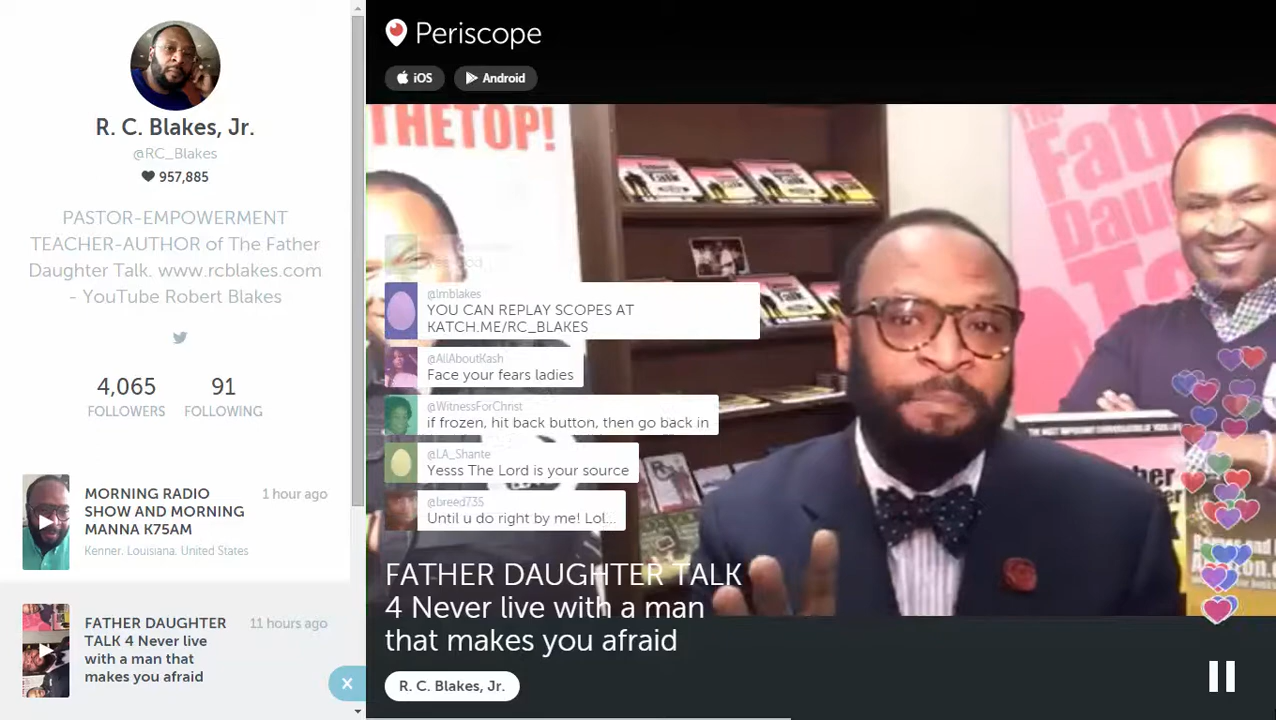 R. C. Blakes, Jr.
@RC_Blakes
957,885
PASTOR-EMPOWERMENT
TEACHER-AUTHOR of The Father
Daughter Talk. www.rcblakes.com
- YouTube Robert Blakes
4,065
FOLLOWERS
91
FOLLOWING
MORNING RADIO
SHOW AND MORNING
MANNA K75AM
1 hour ago
Kenner, Louisiana, United States
FATHER DAUGHTER
TALK 4 Never live
with a man that
makes you afraid
11 hours ago
Periscope
iOS
Android
THETOP!
The
Fath
Daug
Ta
@lmblakes
YOU CAN REPLAY SCOPES AT
KATCH.ME/RC_BLAKES
@AllAboutKash
Face your fears ladies
@WitnessForChrist
if frozen, hit back button, then go back in
@LA_Shante
Yesss The Lord is your source
@breed735
Until u do right by me! Lol...
FATHER DAUGHTER TALK
4 Never live with a man
that makes you afraid
R. C. Blakes, Jr.